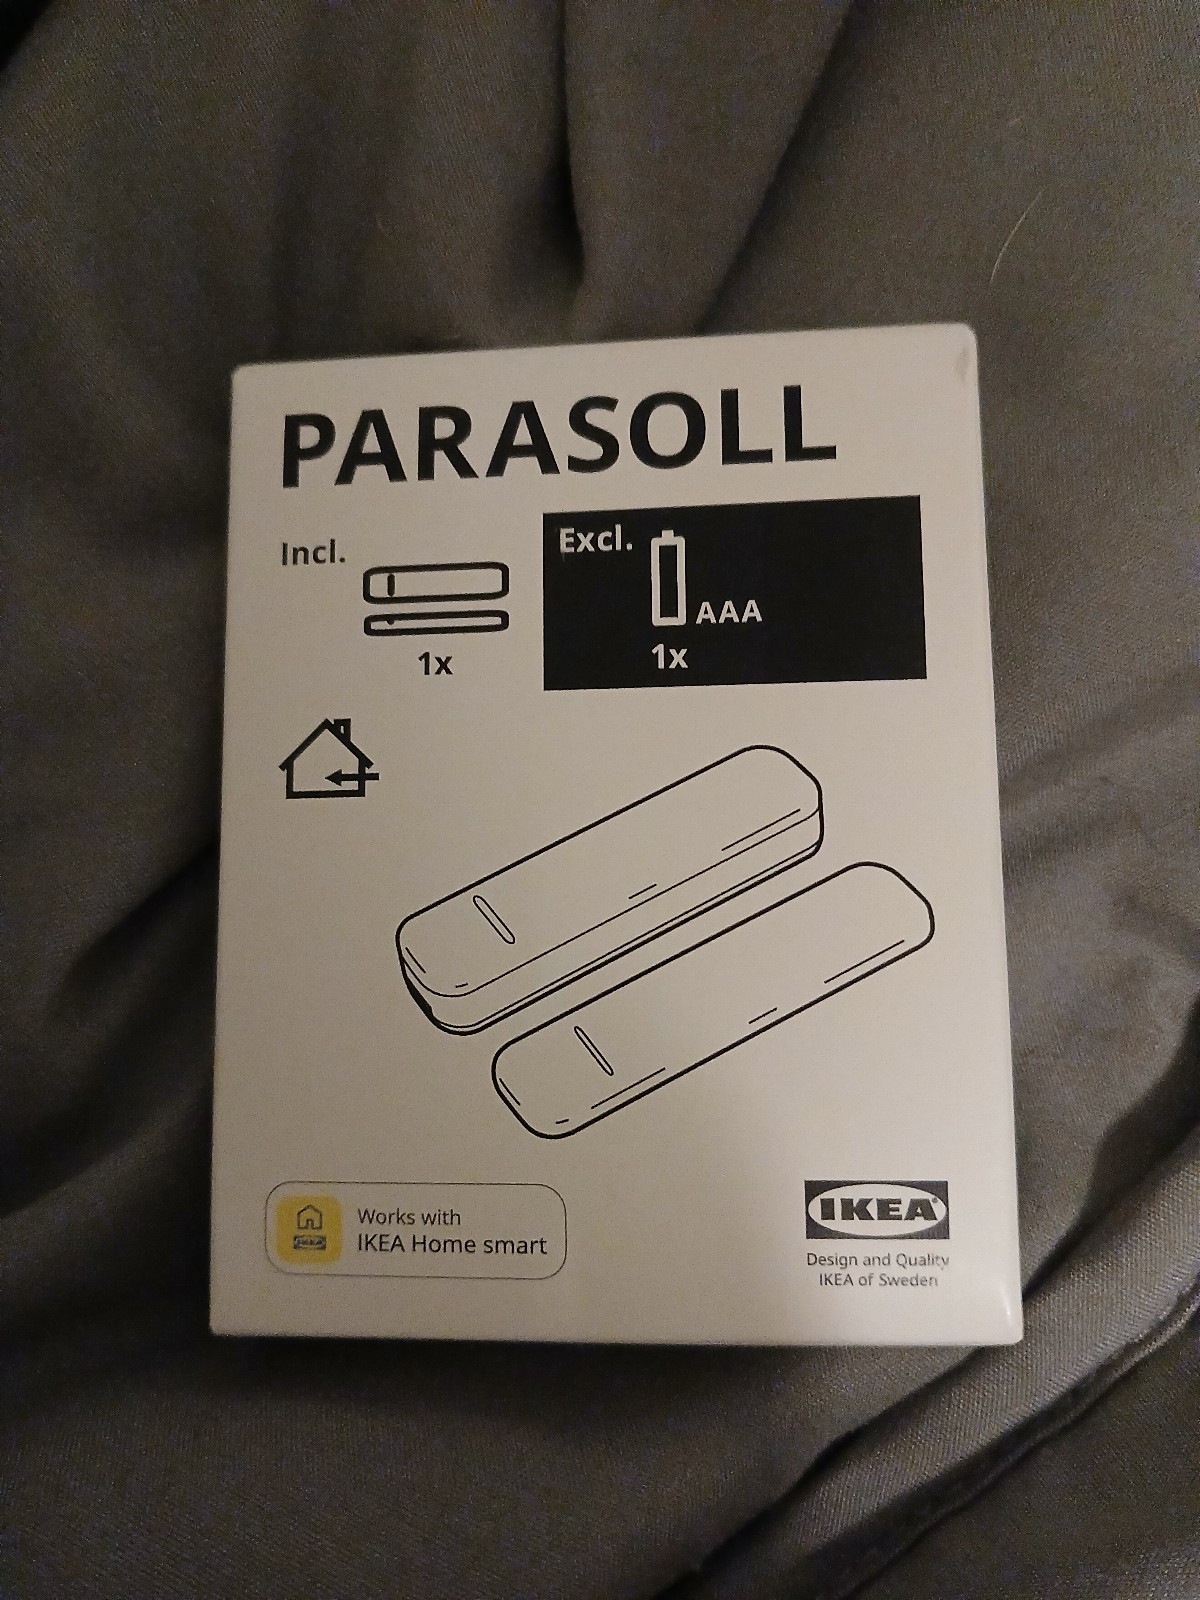 PARASOLL
Incl.
1x
Excl.
AAA
1x
Works with
IKEA Home smart
IKEA®
Design and Quality
IKEA of Sweden